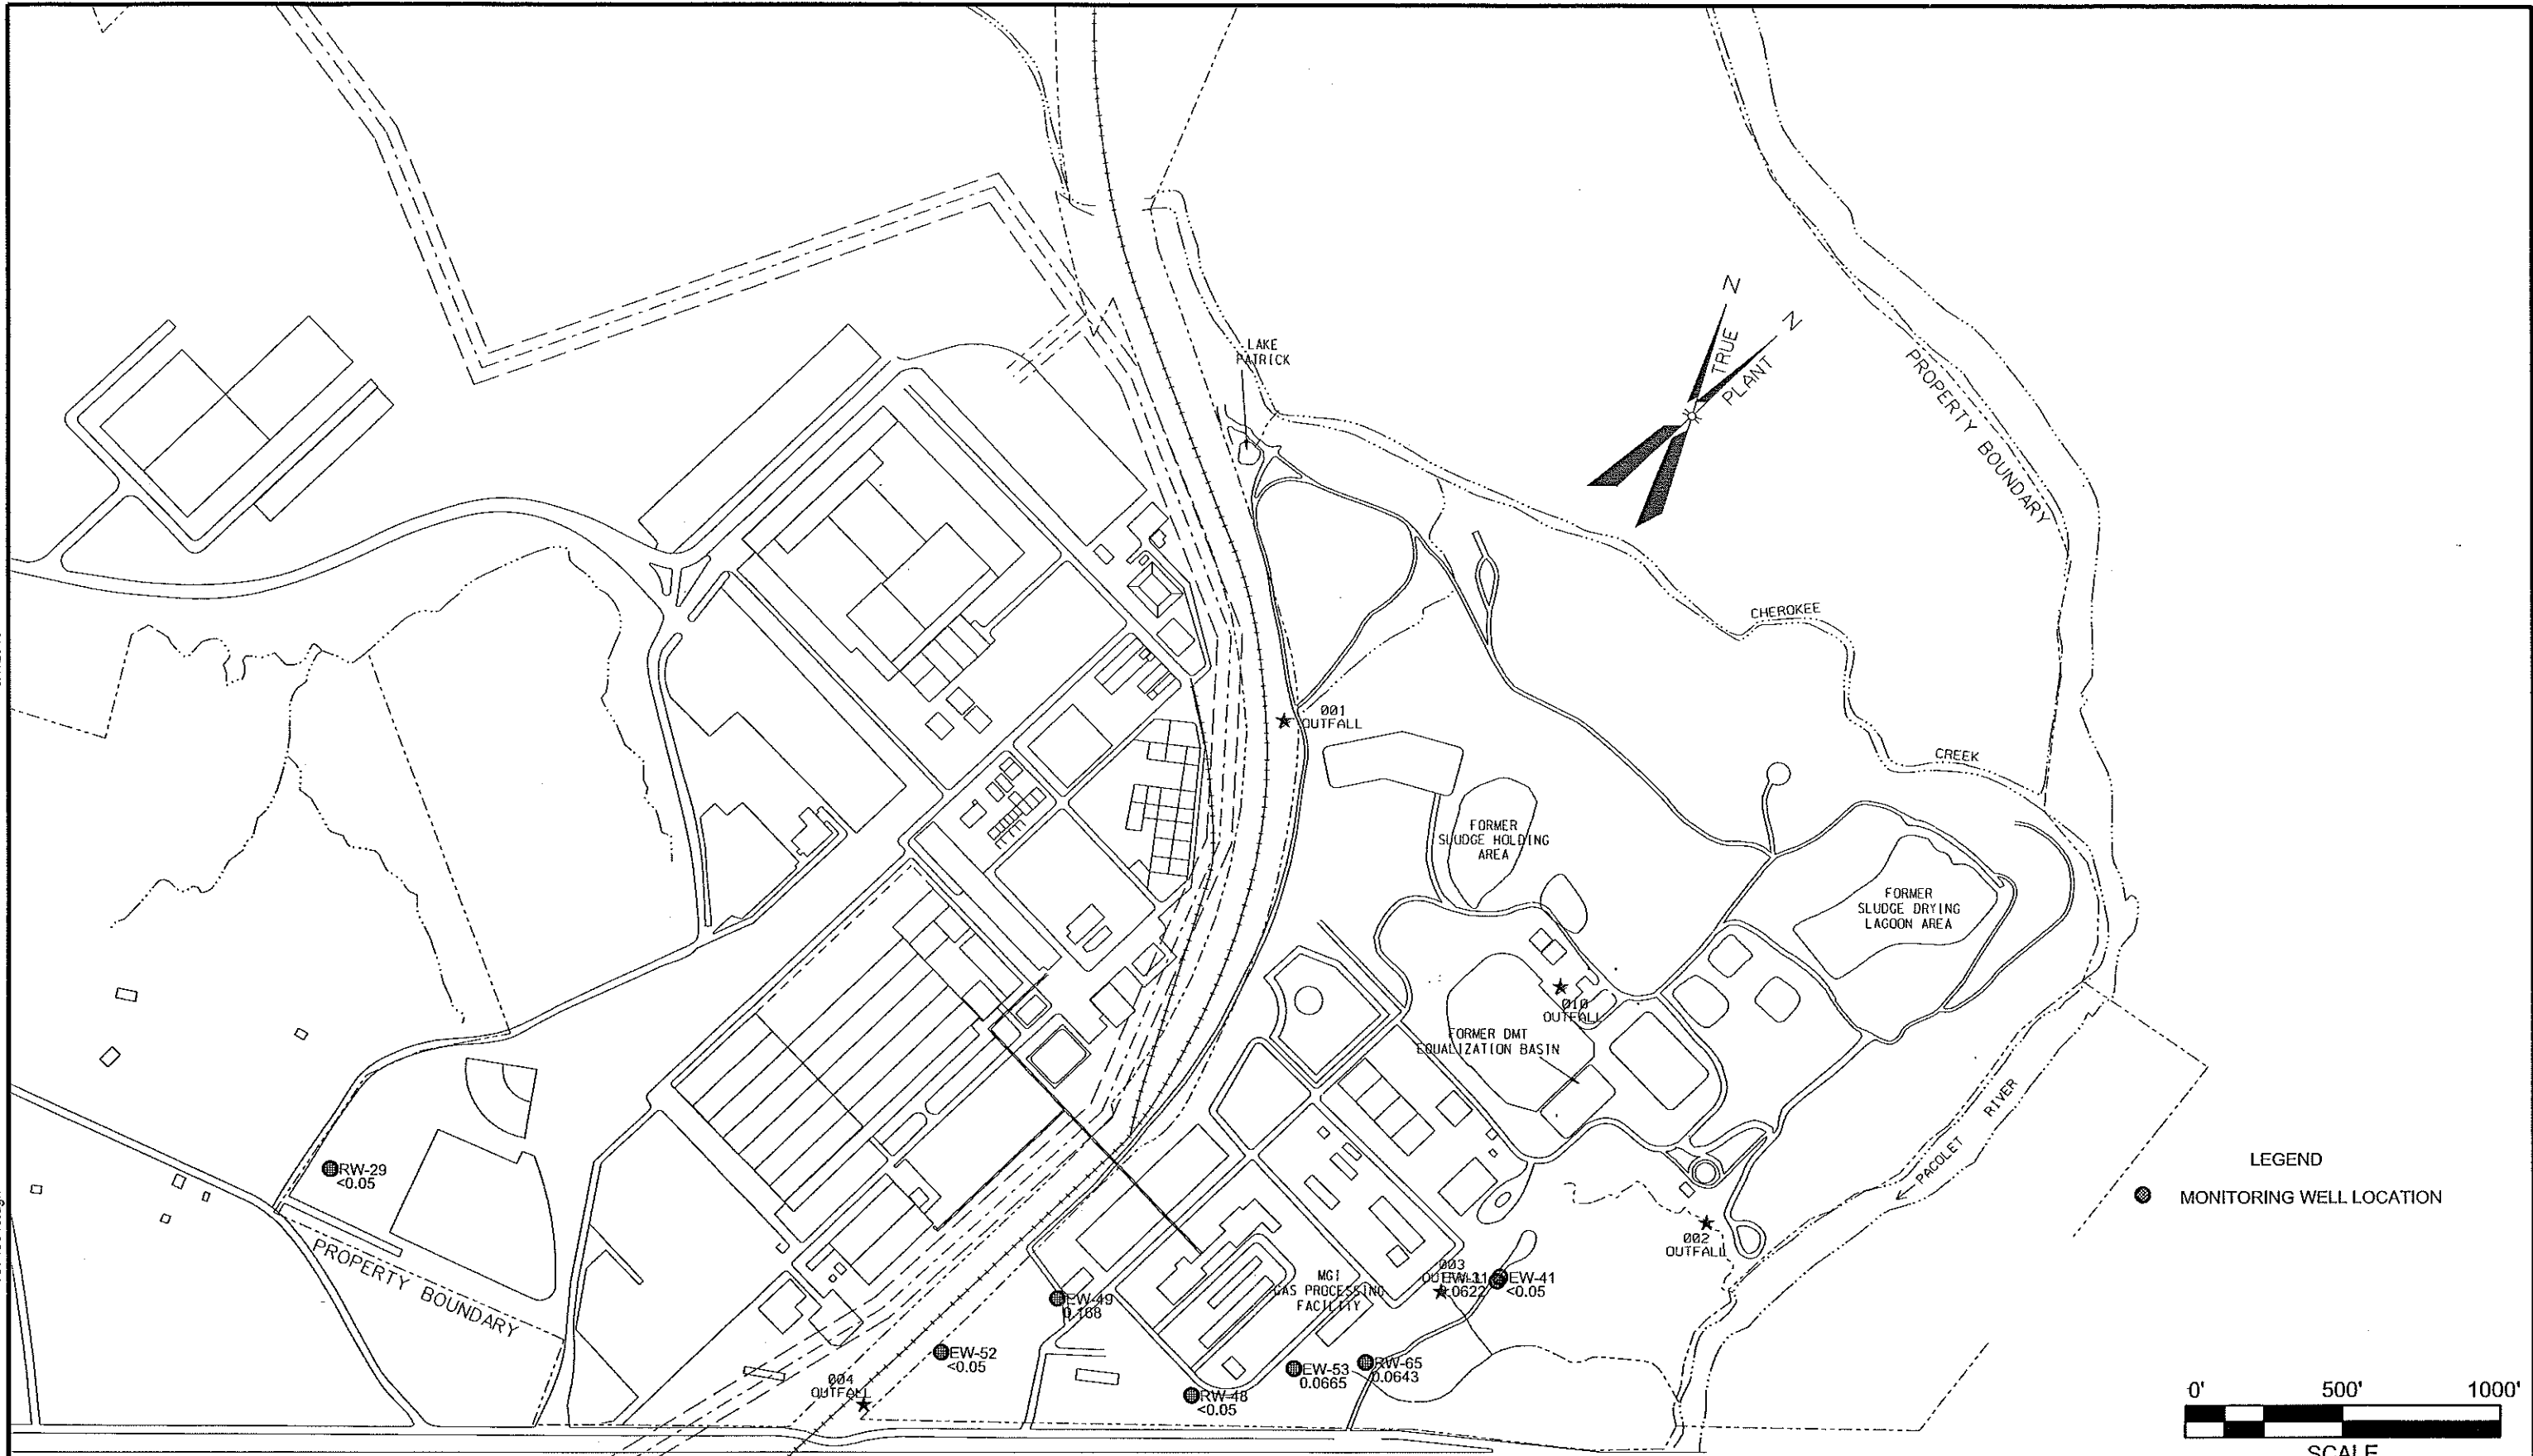 LAKE
PATRICK
N
TRUE
N
PLANT
PROPERTY BOUNDARY
CHEROKEE
CREEK
001
OUTFALL
FORMER
SLUDGE HOLDING
AREA
FORMER
SLUDGE DRYING
LAGOON AREA
010
OUTFALL
FORMER DMT
EQUALIZATION BASIN
PACOLET RIVER
002
OUTFALL
RW-29
<0.05
PROPERTY BOUNDARY
EW-49
0.168
EW-52
<0.05
004
OUTFALL
MGI
GAS PROCESSING
FACILITY
003
OUTFALL
EW-31
0.0622
EW-41
<0.05
EW-53
0.0665
RW-65
0.0643
RW-48
<0.05
LEGEND
MONITORING WELL LOCATION
0' 500' 1000'
SCALE